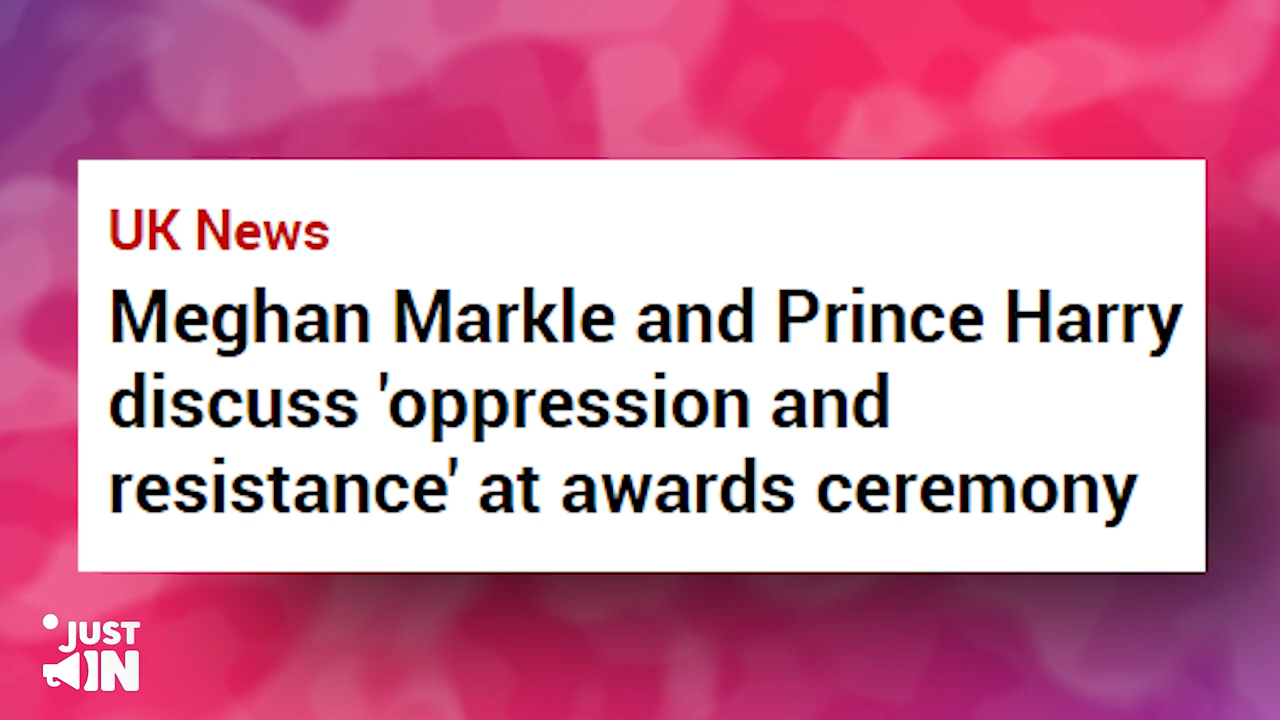 UK News
Meghan Markle and Prince Harry
discuss 'oppression and
resistance' at awards ceremony
JUST
IN